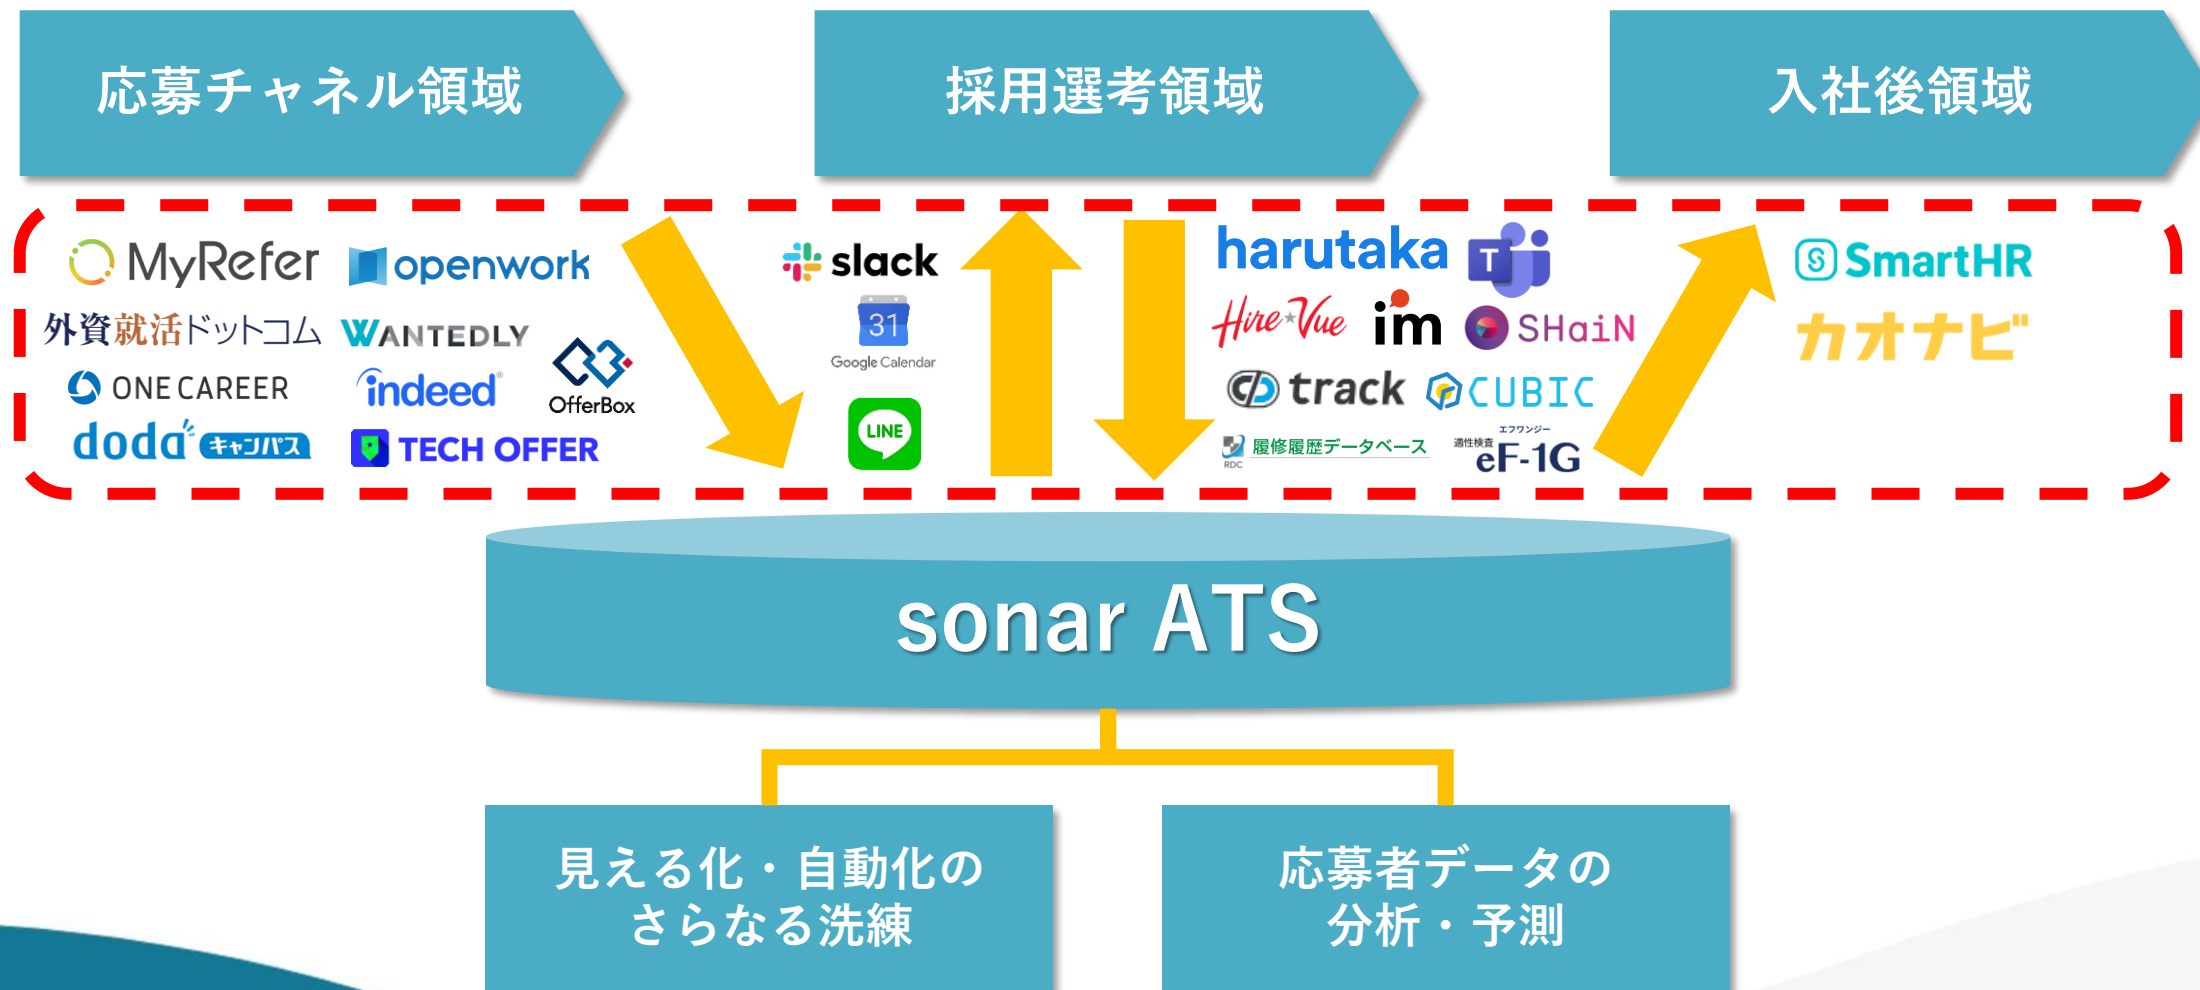 応募チャネル領域
採用選考領域
入社後領域
MyRefer
openwork
外資就活ドットコム
WANTEDLY
ONE CAREER
indeed
OfferBox
doda キャンパス
TECH OFFER
slack
31
Google Calendar
LINE
harutaka
T
Hire Vue
im
SHaiN
track
CUBIC
RDC
履修履歴データベース
エフワンジー
適性検査
eF-1G
S SmartHR
カオナビ
sonar ATS
見える化・自動化の
さらなる洗練
応募者データの
分析・予測